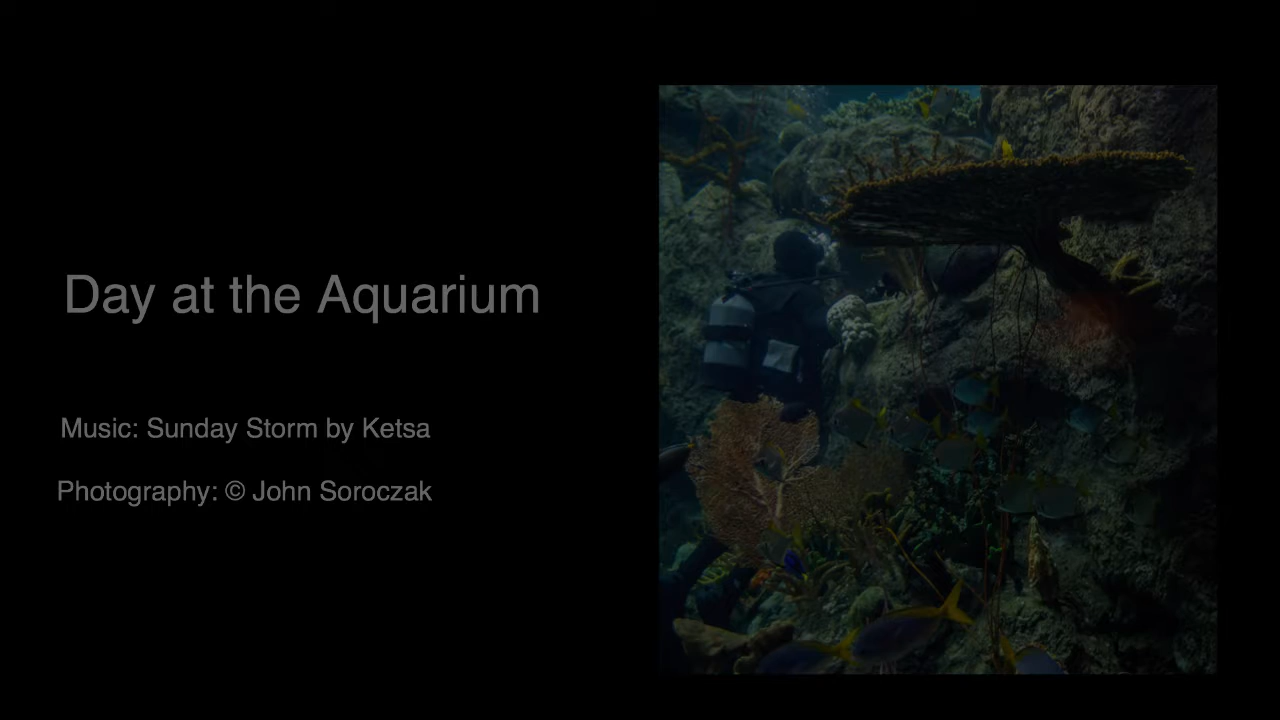 Day at the Aquarium
Music: Sunday Storm by Ketsa
Photography: © John Soroczak